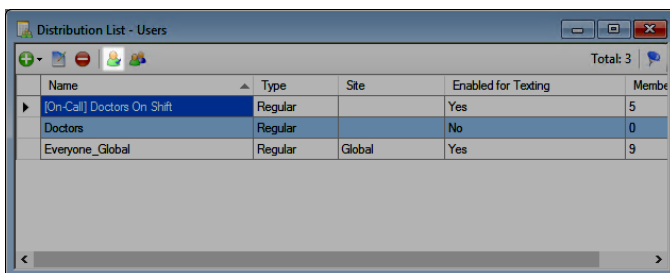 Distribution List - Users
Total: 3
Name Type Site Enabled for Texting Membe
[On-Call] Doctors On Shift Regular Yes 5
Doctors Regular No 0
Everyone_Global Regular Global Yes 9